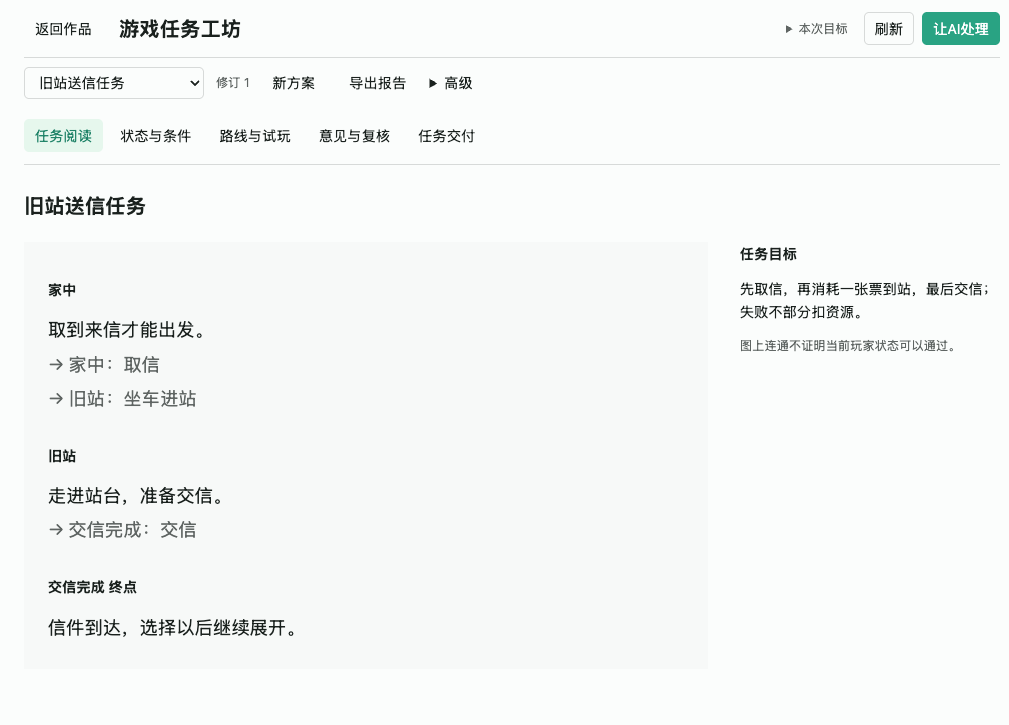 返回作品
游戏任务工坊
▶ 本次目标
刷新
让AI处理
旧站送信任务
修订 1
新方案
导出报告
▶ 高级
任务阅读
状态与条件
路线与试玩
意见与复核
任务交付
旧站送信任务
家中
取到来信才能出发。
→ 家中：取信
→ 旧站：坐车进站
旧站
走进站台，准备交信。
→ 交信完成：交信
交信完成 终点
信件到达，选择以后继续展开。
任务目标
先取信，再消耗一张票到站，最后交信；
失败不部分扣资源。
图上连通不证明当前玩家状态可以通过。